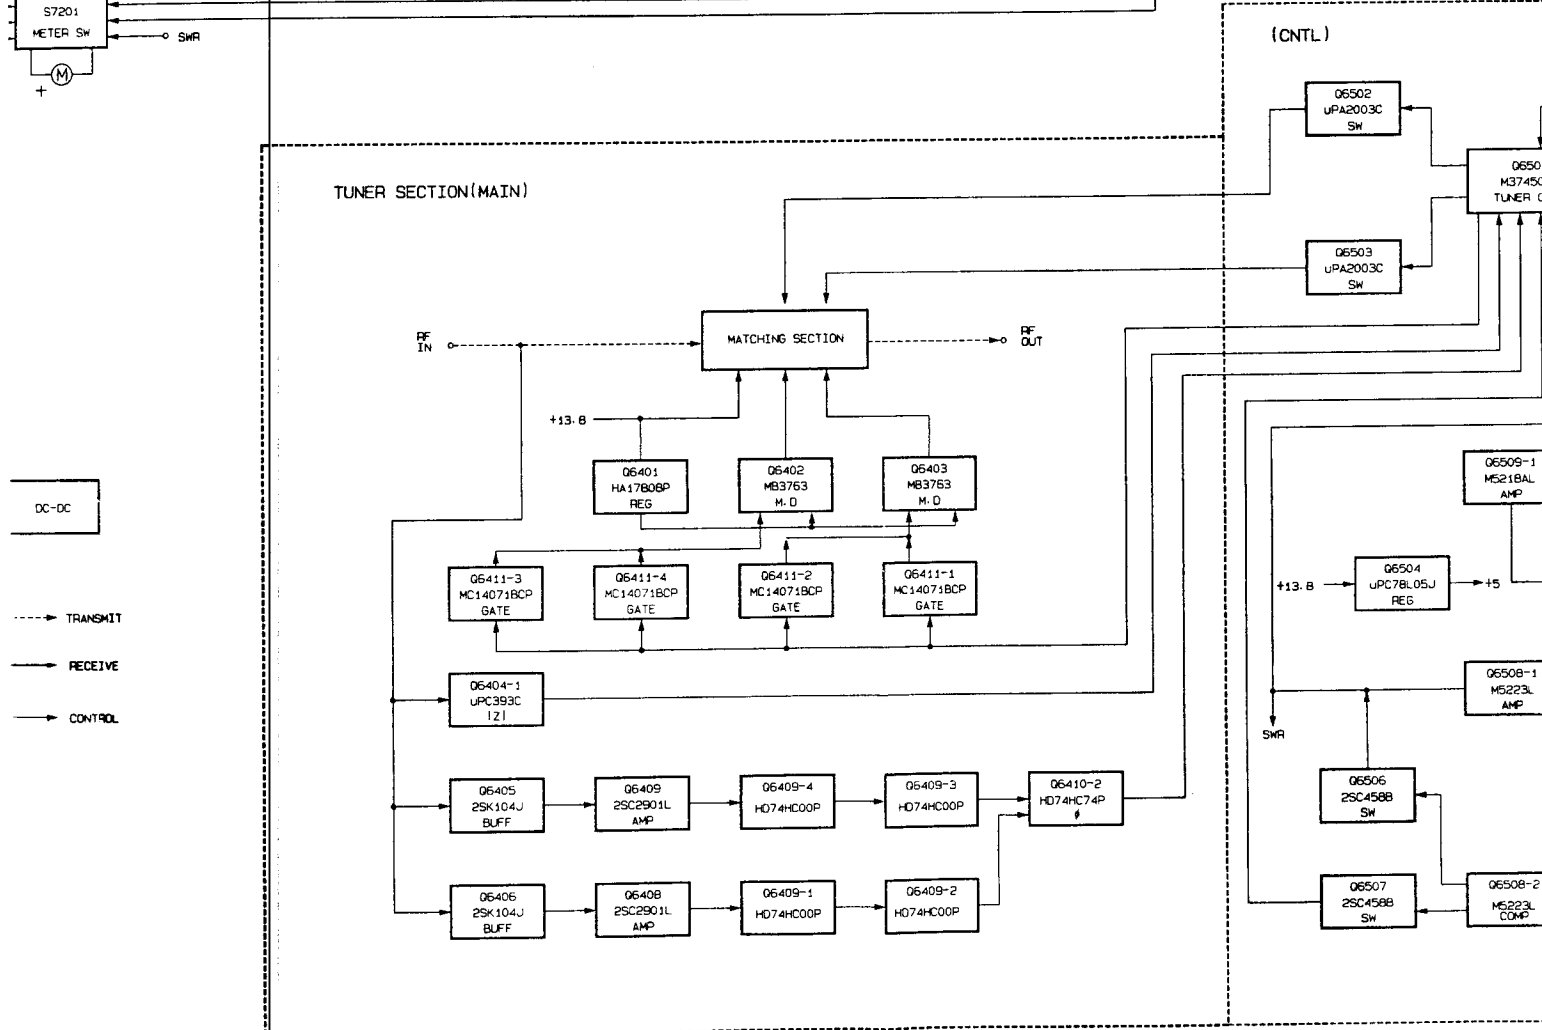 S7201
METER SW
SWR
M
+
(CNTL)
Q6502
uPA2003C
SW
TUNER SECTION(MAIN)
Q650
M3745
TUNER
Q6503
uPA2003C
SW
RF
IN
MATCHING SECTION
RF
OUT
+13.8
Q6401
HA17808P
REG
Q6402
MB3763
M.D
Q6403
MB3763
M.D
Q6509-1
M5218AL
AMP
DC-DC
Q6411-3
MC14071BCP
GATE
Q6411-4
MC14071BCP
GATE
Q6411-2
MC14071BCP
GATE
Q6411-1
MC14071BCP
GATE
+13.8
Q6504
uPC78L05J
REG
+5
TRANSMIT
RECEIVE
CONTROL
Q6404-1
uPC393C
|Z|
Q6508-1
M5223L
AMP
SWR
Q6405
2SK104J
BUFF
Q6409
2SC2901L
AMP
Q6409-4
HD74HC00P
Q6409-3
HD74HC00P
Q6410-2
HD74HC74P
φ
Q6506
2SC458B
SW
Q6406
2SK104J
BUFF
Q6408
2SC2901L
AMP
Q6409-1
HD74HC00P
Q6409-2
HD74HC00P
Q6507
2SC458B
SW
Q6508-2
M5223L
COMP